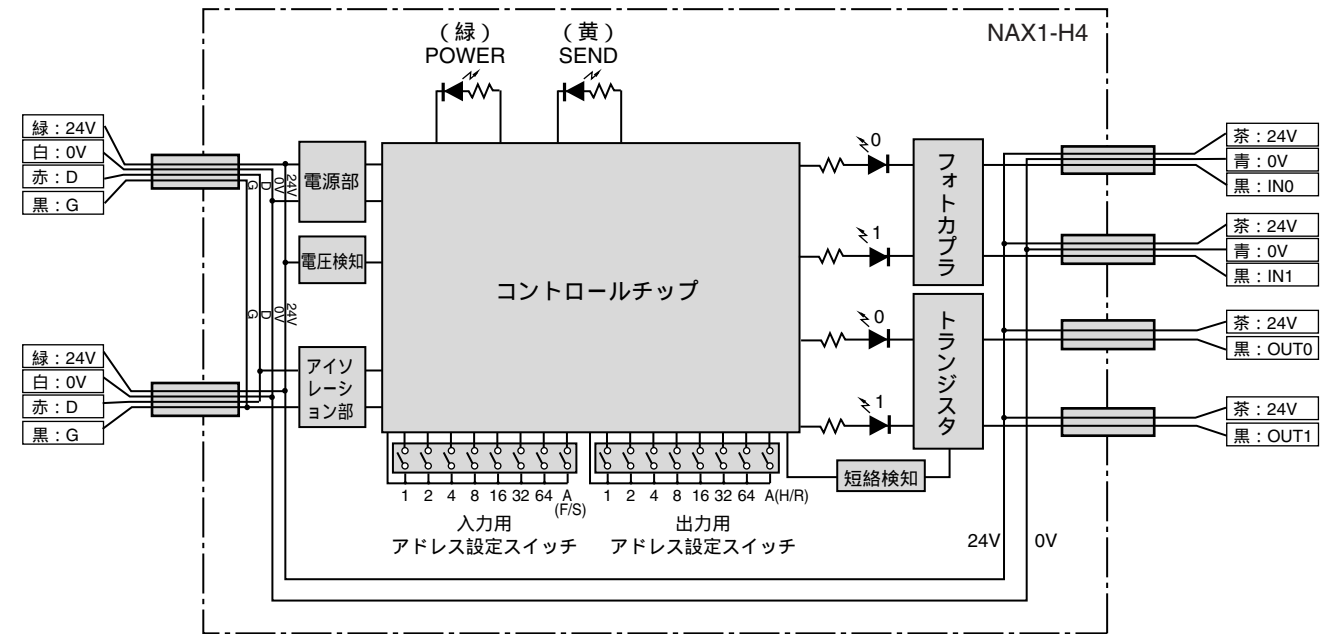 NAX1-H4
（緑）
POWER
（黄）
SEND
緑：24V
白：0V
赤：D
黒：G
24V
0V
D
G
電源部
電圧検知
24V
0V
D
G
緑：24V
白：0V
赤：D
黒：G
アイソ
レーシ
ョン部
コントロールチップ
0
1
0
1
フォトカプラ
トランジスタ
短絡検知
茶：24V
青：0V
黒：IN0
茶：24V
青：0V
黒：IN1
茶：24V
黒：OUT0
茶：24V
黒：OUT1
1 2 4 8 16 32 64 A
(F/S)
入力用
アドレス設定スイッチ
1 2 4 8 16 32 64 A(H/R)
出力用
アドレス設定スイッチ
24V
0V